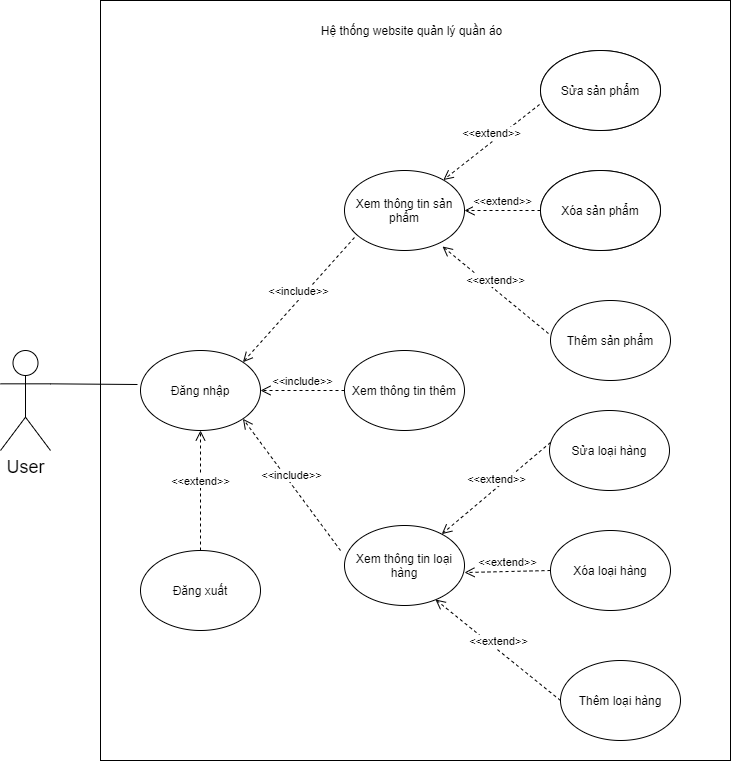 Hệ thống website quản lý quần áo
Sửa sản phẩm
<<extend>>
Xem thông tin sản
phẩm
<<extend>>
Xóa sản phẩm
<<extend>>
<<include>>
Thêm sản phẩm
Đăng nhập
<<include>>
Xem thông tin thêm
User
Sửa loại hàng
<<extend>>
<<include>>
<<extend>>
Xem thông tin loại
hàng
<<extend>>
Xóa loại hàng
Đăng xuất
<<extend>>
Thêm loại hàng